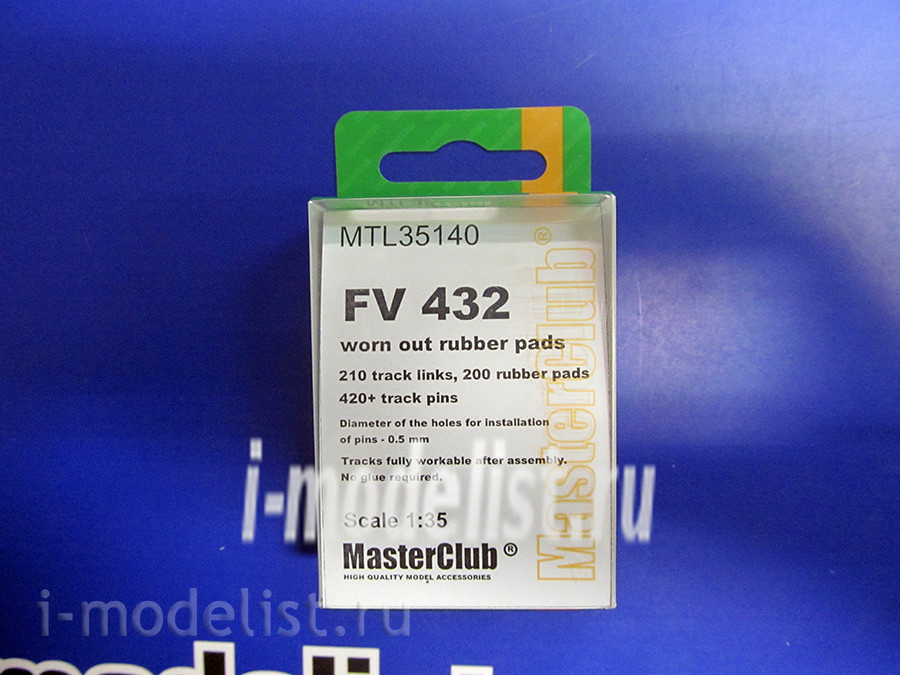 MTL35140
FV 432
worn out rubber pads
210 track links, 200 rubber pads
420+ track pins
Diameter of the holes for installation
of pins - 0.5 mm
Tracks fully workable after assembly.
No glue required.
Scale 1:35
MasterClub ®
HIGH QUALITY MODEL ACCESSORIES
MasterClub ®
i-modelist.ru
i-modelist.ru